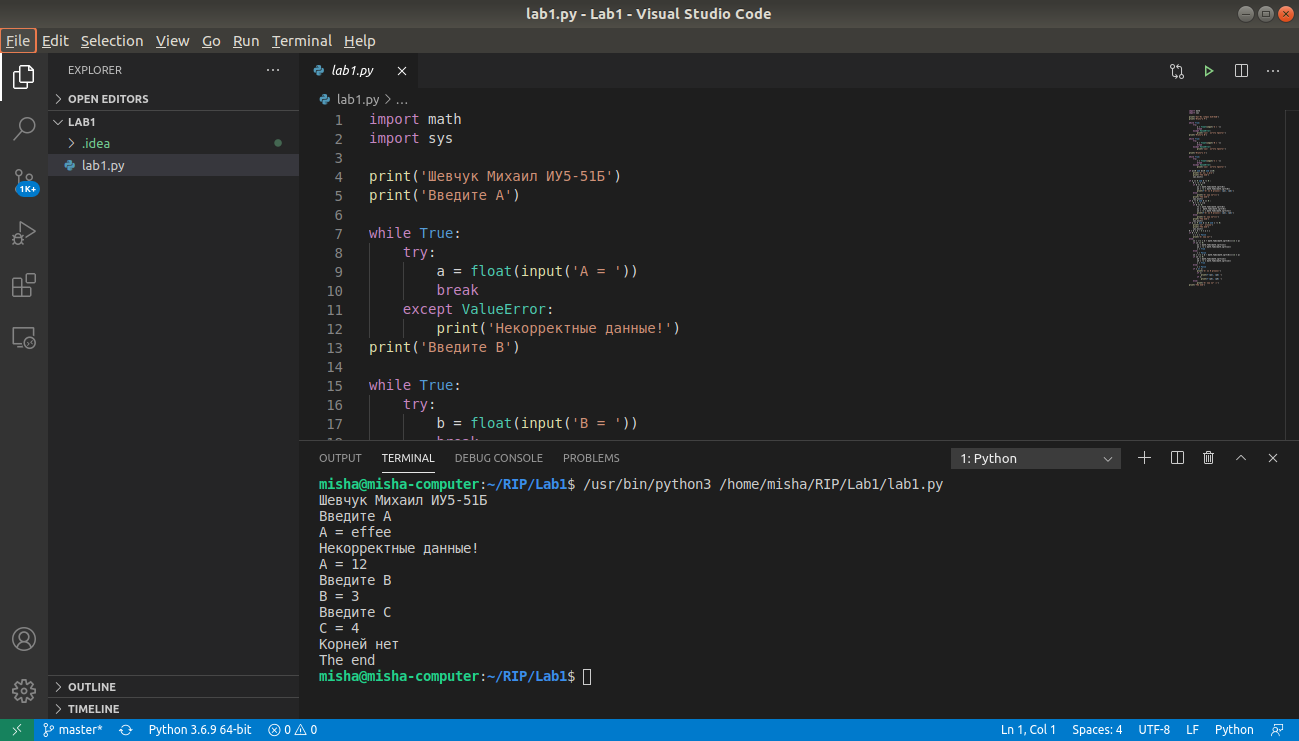 lab1.py - Lab1 - Visual Studio Code
File Edit Selection View Go Run Terminal Help
EXPLORER
OPEN EDITORS
LAB1
.idea
lab1.py
1K+
OUTLINE
TIMELINE
lab1.py
lab1.py > ...
1 import math
2 import sys
3
4 print('Шевчук Михаил ИУ5-51Б')
5 print('Введите А')
6
7 while True:
8 try:
9 a = float(input('A = '))
10 break
11 except ValueError:
12 print('Некорректные данные!')
13 print('Введите В')
14
15 while True:
16 try:
17 b = float(input('B = '))
18 break
OUTPUT TERMINAL DEBUG CONSOLE PROBLEMS
1: Python
misha@misha-computer:~/RIP/Lab1$ /usr/bin/python3 /home/misha/RIP/Lab1/lab1.py
Шевчук Михаил ИУ5-51Б
Введите А
A = effee
Некорректные данные!
A = 12
Введите В
B = 3
Введите С
C = 4
Корней нет
The end
misha@misha-computer:~/RIP/Lab1$
master* Python 3.6.9 64-bit 0 0 Ln 1, Col 1 Spaces: 4 UTF-8 LF Python